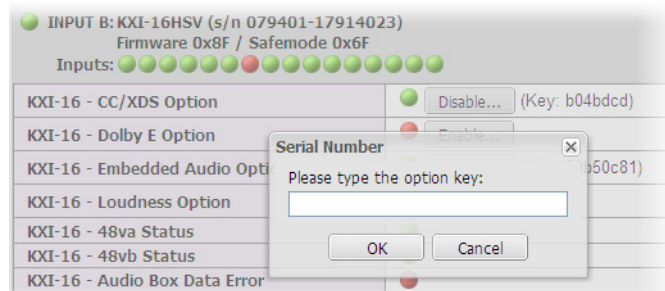 INPUT B: KXI-16HSV (s/n 079401-17914023)
Firmware 0x8F / Safemode 0x6F
Inputs:
KXI-16 - CC/XDS Option Disable... (Key: b04bdcd)
KXI-16 - Dolby E Option Enable...
Serial Number
KXI-16 - Embedded Audio Opti b50c81)
Please type the option key:
KXI-16 - Loudness Option
KXI-16 - 48va Status
OK Cancel
KXI-16 - 48vb Status
KXI-16 - Audio Box Data Error